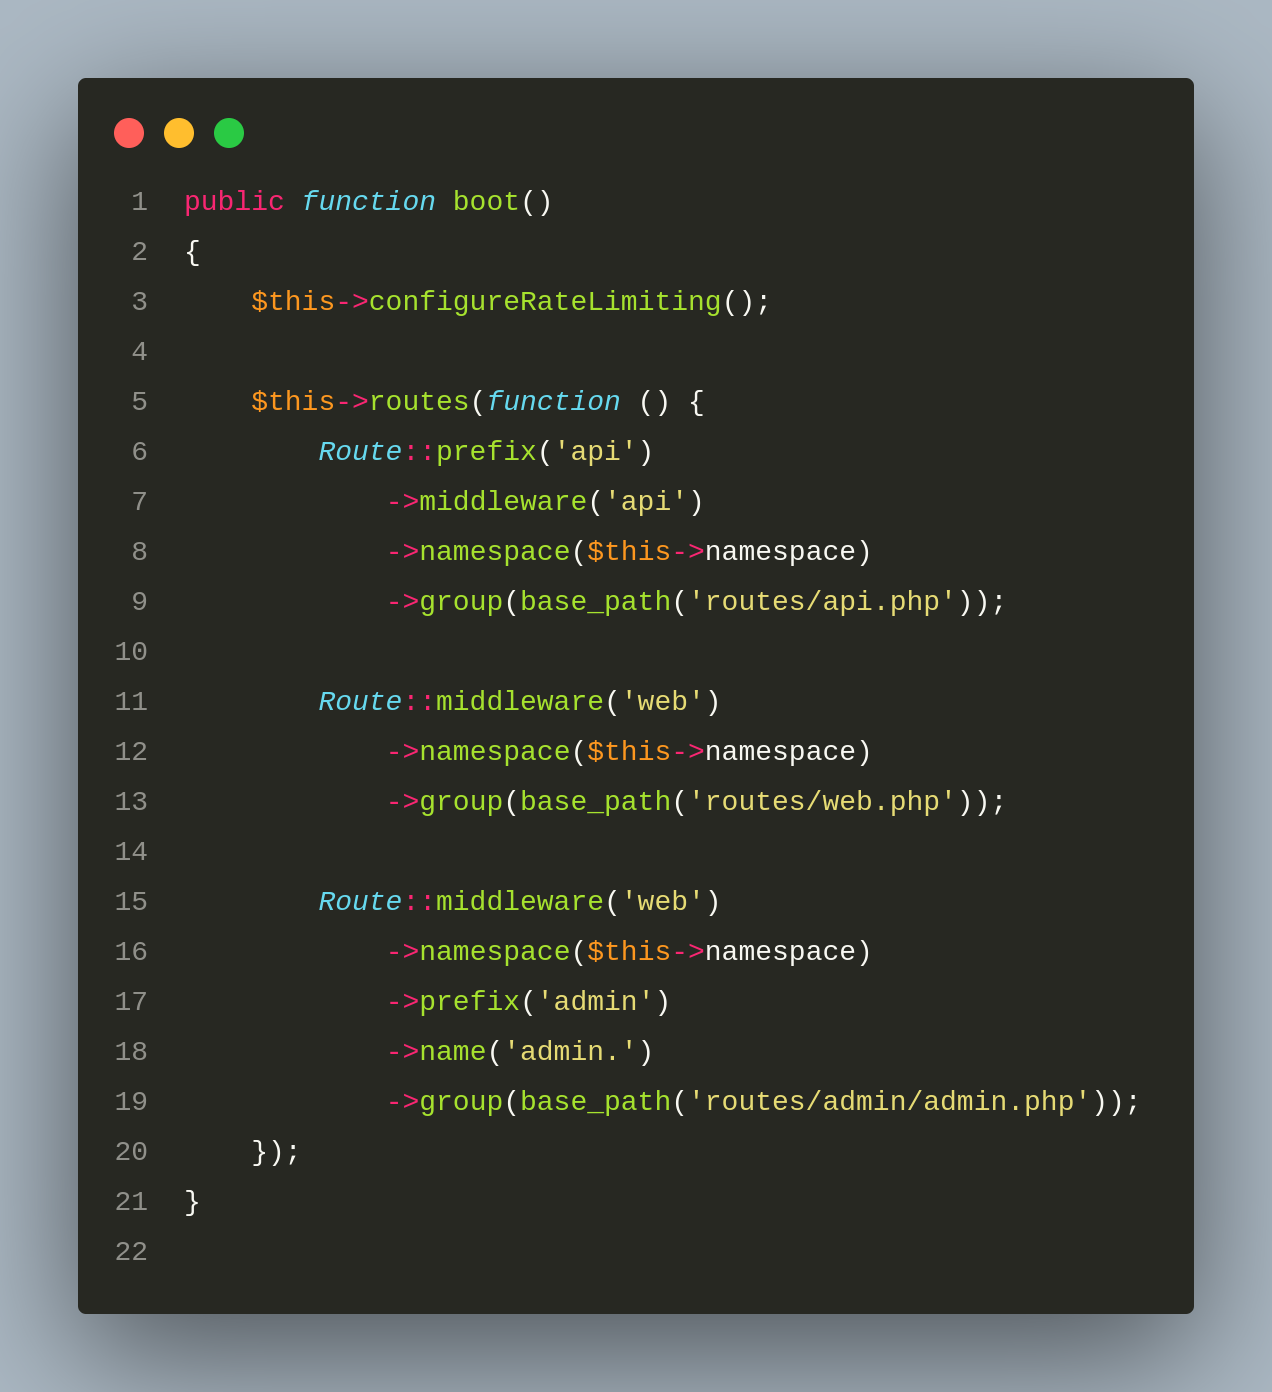 1 public function boot()
2 {
3     $this->configureRateLimiting();
4
5     $this->routes(function () {
6         Route::prefix('api')
7             ->middleware('api')
8             ->namespace($this->namespace)
9             ->group(base_path('routes/api.php'));
10
11         Route::middleware('web')
12             ->namespace($this->namespace)
13             ->group(base_path('routes/web.php'));
14
15         Route::middleware('web')
16             ->namespace($this->namespace)
17             ->prefix('admin')
18             ->name('admin.')
19             ->group(base_path('routes/admin/admin.php'));
20     });
21 }
22